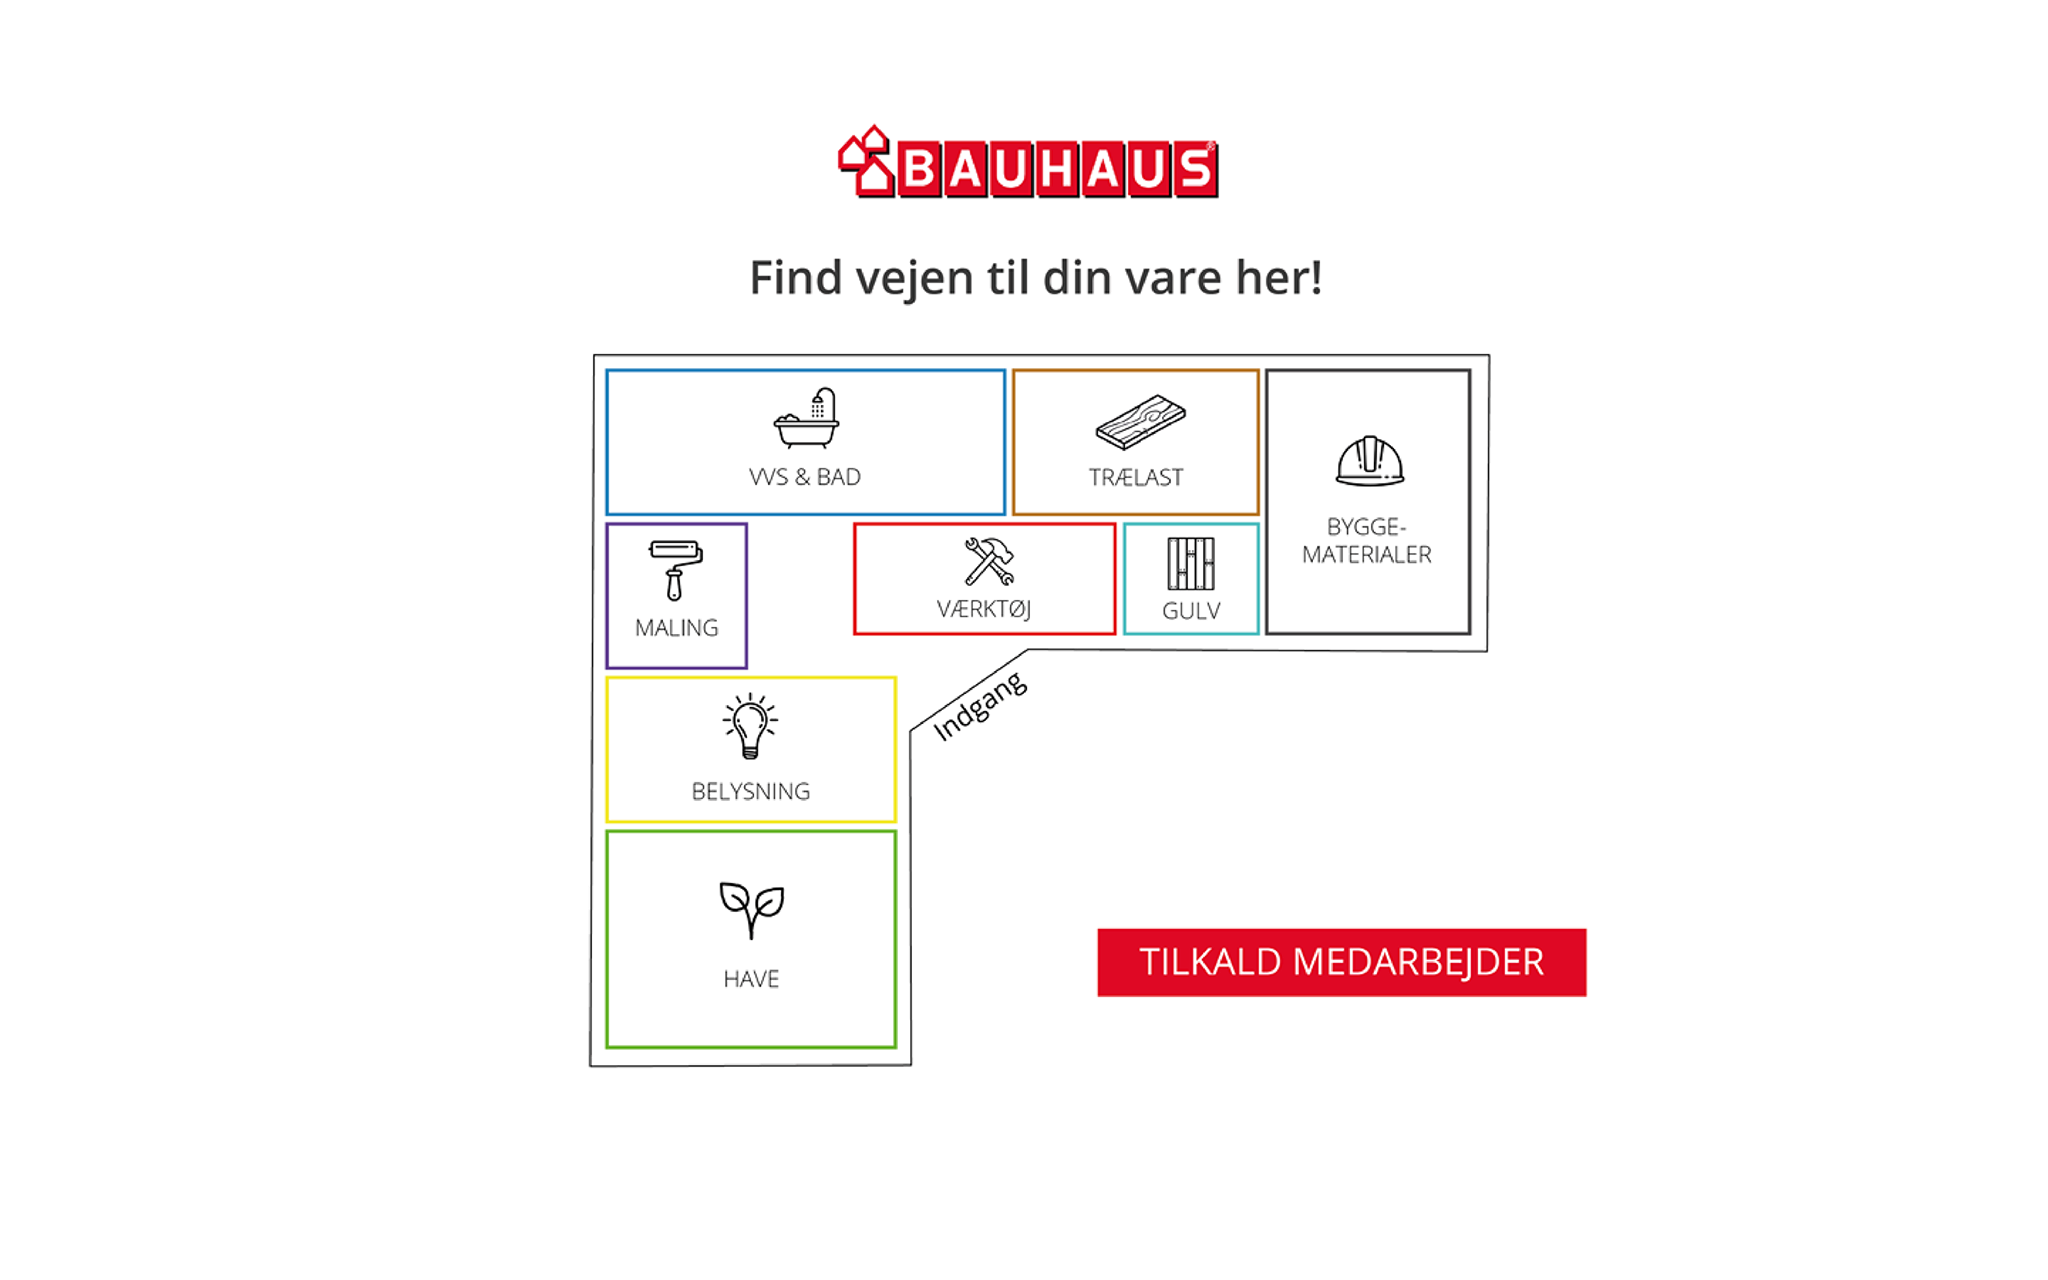 BAUHAUS®
Find vejen til din vare her!
VVS & BAD
TRÆLAST
BYGGE-
MATERIALER
MALING
VÆRKTØJ
GULV
Indgang
BELYSNING
HAVE
TILKALD MEDARBEJDER